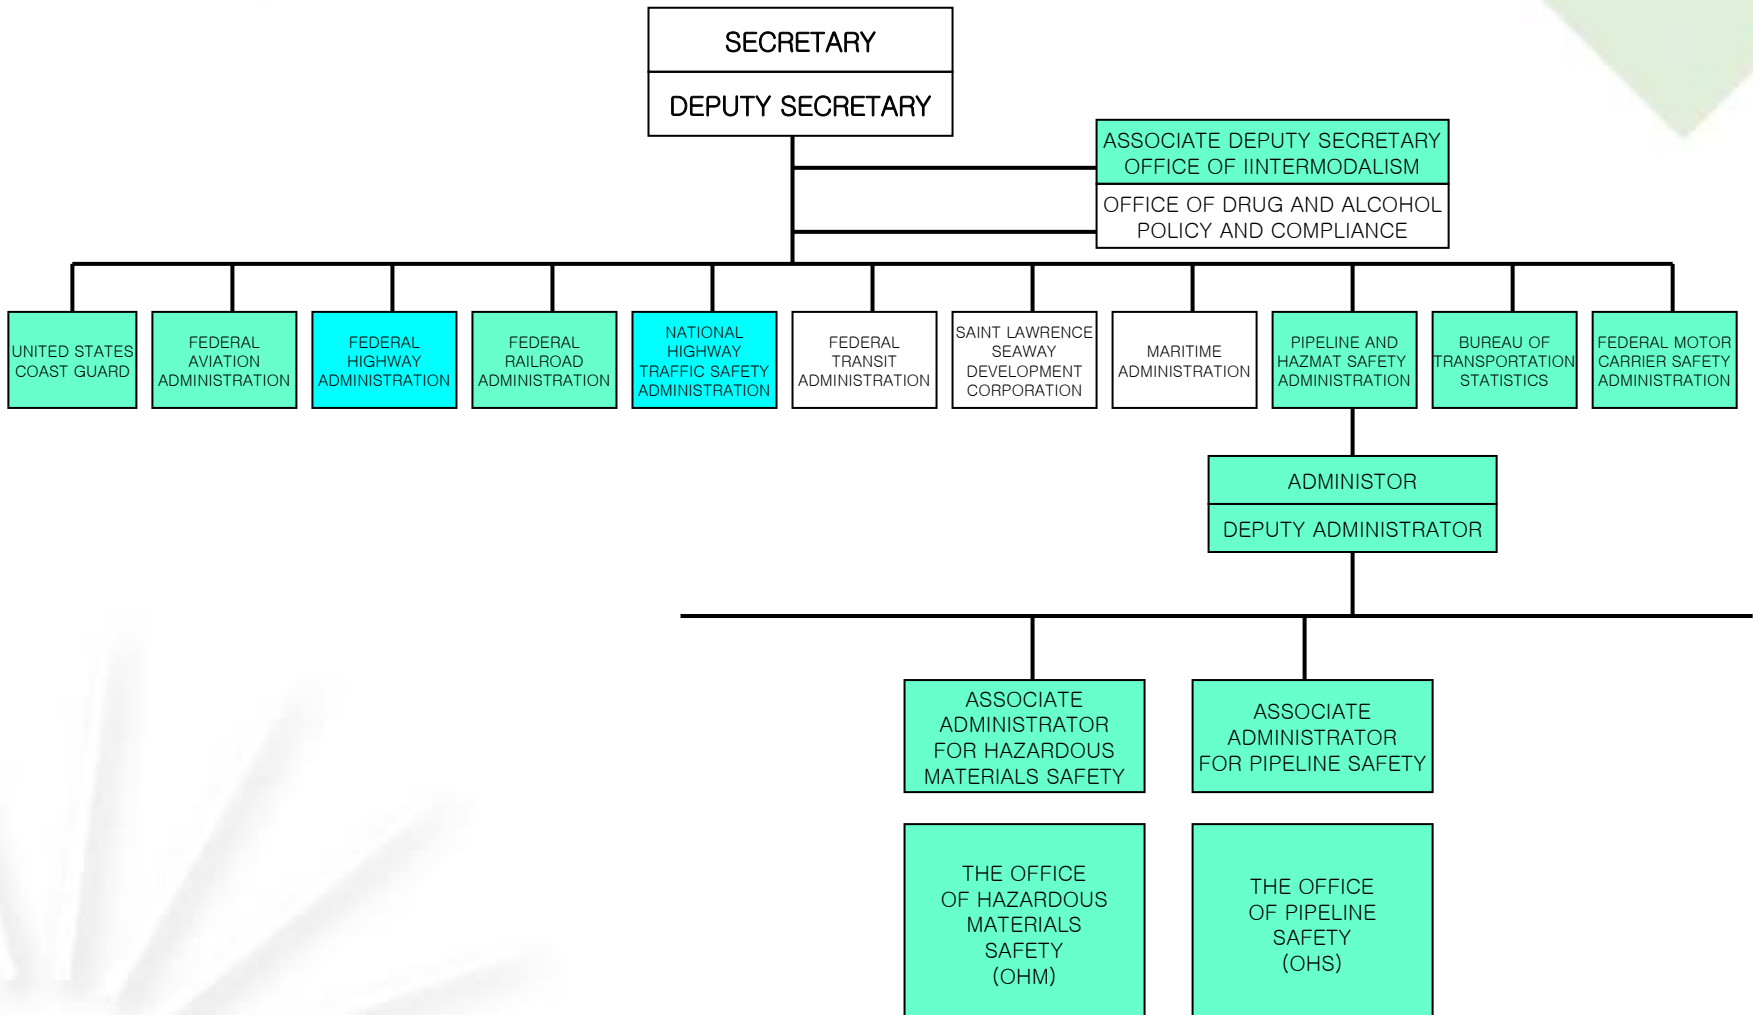 SECRETARY
DEPUTY SECRETARY
ASSOCIATE DEPUTY SECRETARY
OFFICE OF IINTERMODALISM
OFFICE OF DRUG AND ALCOHOL
POLICY AND COMPLIANCE
UNITED STATES
COAST GUARD
FEDERAL
AVIATION
ADMINISTRATION
FEDERAL
HIGHWAY
ADMINISTRATION
FEDERAL
RAILROAD
ADMINISTRATION
NATIONAL
HIGHWAY
TRAFFIC SAFETY
ADMINISTRATION
FEDERAL
TRANSIT
ADMINISTRATION
SAINT LAWRENCE
SEAWAY
DEVELOPMENT
CORPORATION
MARITIME
ADMINISTRATION
PIPELINE AND
HAZMAT SAFETY
ADMINISTRATION
BUREAU OF
TRANSPORTATION
STATISTICS
FEDERAL MOTOR
CARRIER SAFETY
ADMINISTRATION
ADMINISTOR
DEPUTY ADMINISTRATOR
ASSOCIATE
ADMINISTRATOR
FOR HAZARDOUS
MATERIALS SAFETY
ASSOCIATE
ADMINISTRATOR
FOR PIPELINE SAFETY
THE OFFICE
OF HAZARDOUS
MATERIALS
SAFETY
(OHM)
THE OFFICE
OF PIPELINE
SAFETY
(OHS)